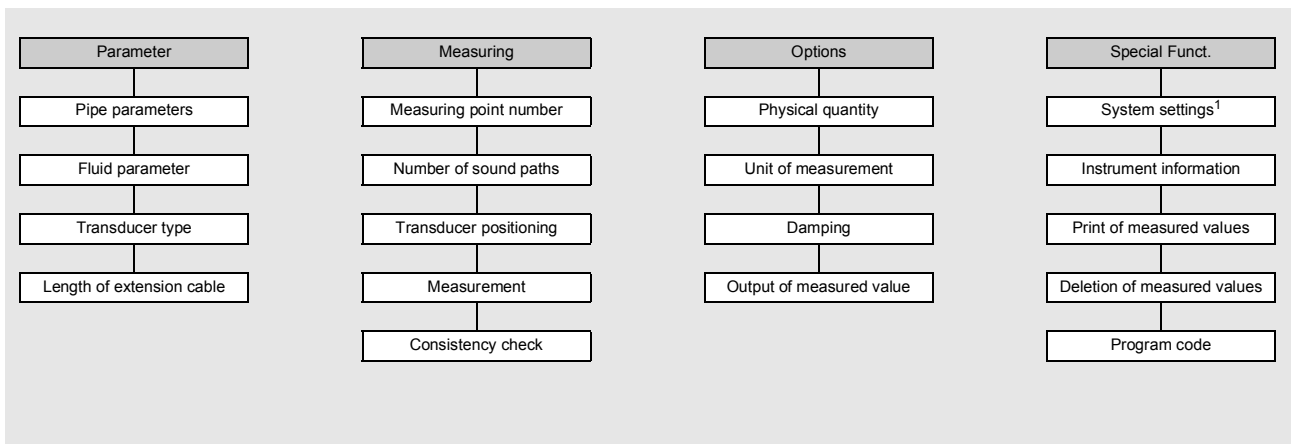 Parameter
Pipe parameters
Fluid parameter
Transducer type
Length of extension cable
Measuring
Measuring point number
Number of sound paths
Transducer positioning
Measurement
Consistency check
Options
Physical quantity
Unit of measurement
Damping
Output of measured value
Special Funct.
System settings¹
Instrument information
Print of measured values
Deletion of measured values
Program code